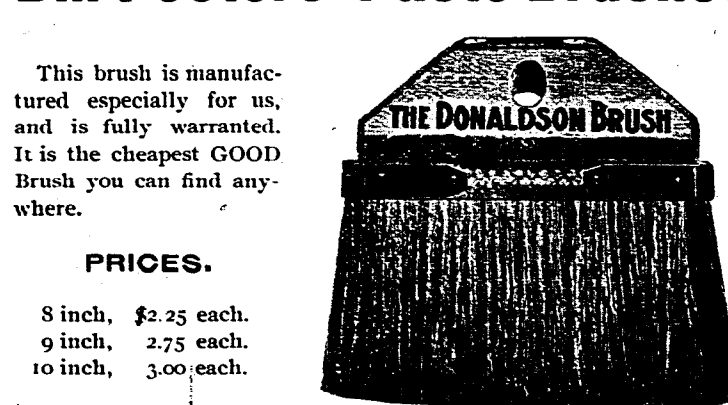 This brush is manufac-
tured especially for us,
and is fully warranted.
It is the cheapest GOOD
Brush you can find any-
where.
PRICES.
8 inch, $2.25 each.
9 inch, 2.75 each.
10 inch, 3.00 each.
THE DONALDSON BRUSH